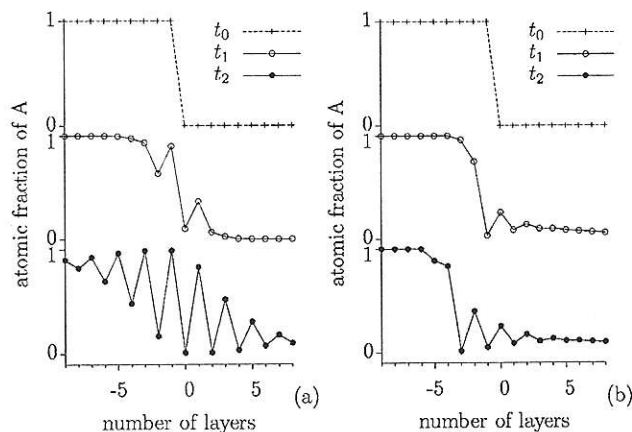 1
t₀
t₁
t₂
0
1
0
1
0
atomic fraction of A
-5
0
5
(a)
number of layers
1
t₀
t₁
t₂
0
1
0
1
0
atomic fraction of A
-5
0
5
(b)
number of layers